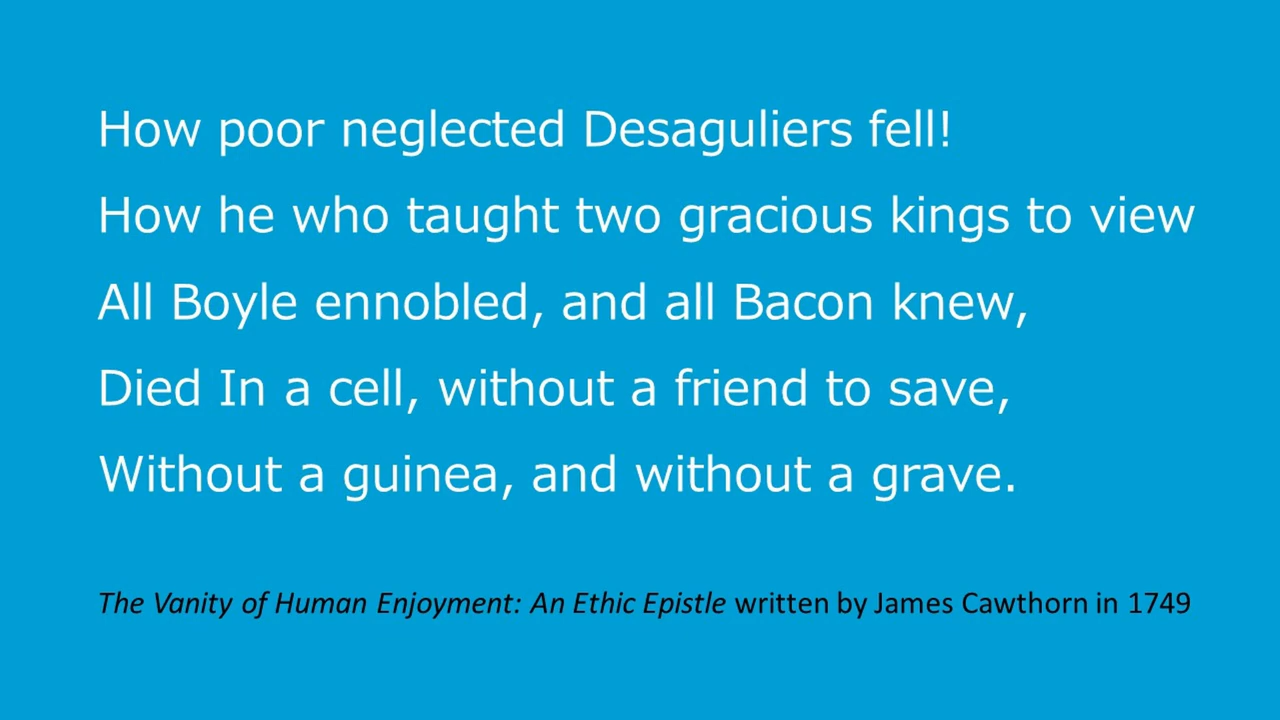 How poor neglected Desaguliers fell!
How he who taught two gracious kings to view
All Boyle ennobled, and all Bacon knew,
Died In a cell, without a friend to save,
Without a guinea, and without a grave.
The Vanity of Human Enjoyment: An Ethic Epistle written by James Cawthorn in 1749